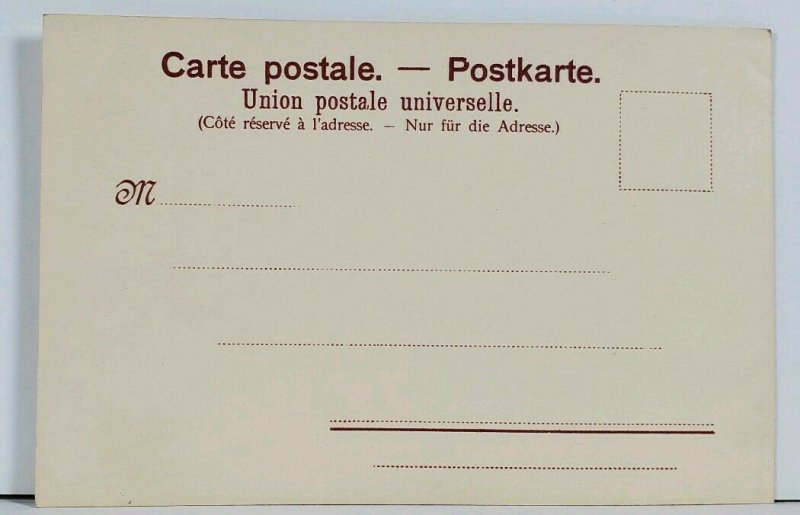 Carte postale. — Postkarte.
Union postale universelle.
(Côté réservé à l'adresse. – Nur für die Adresse.)
M